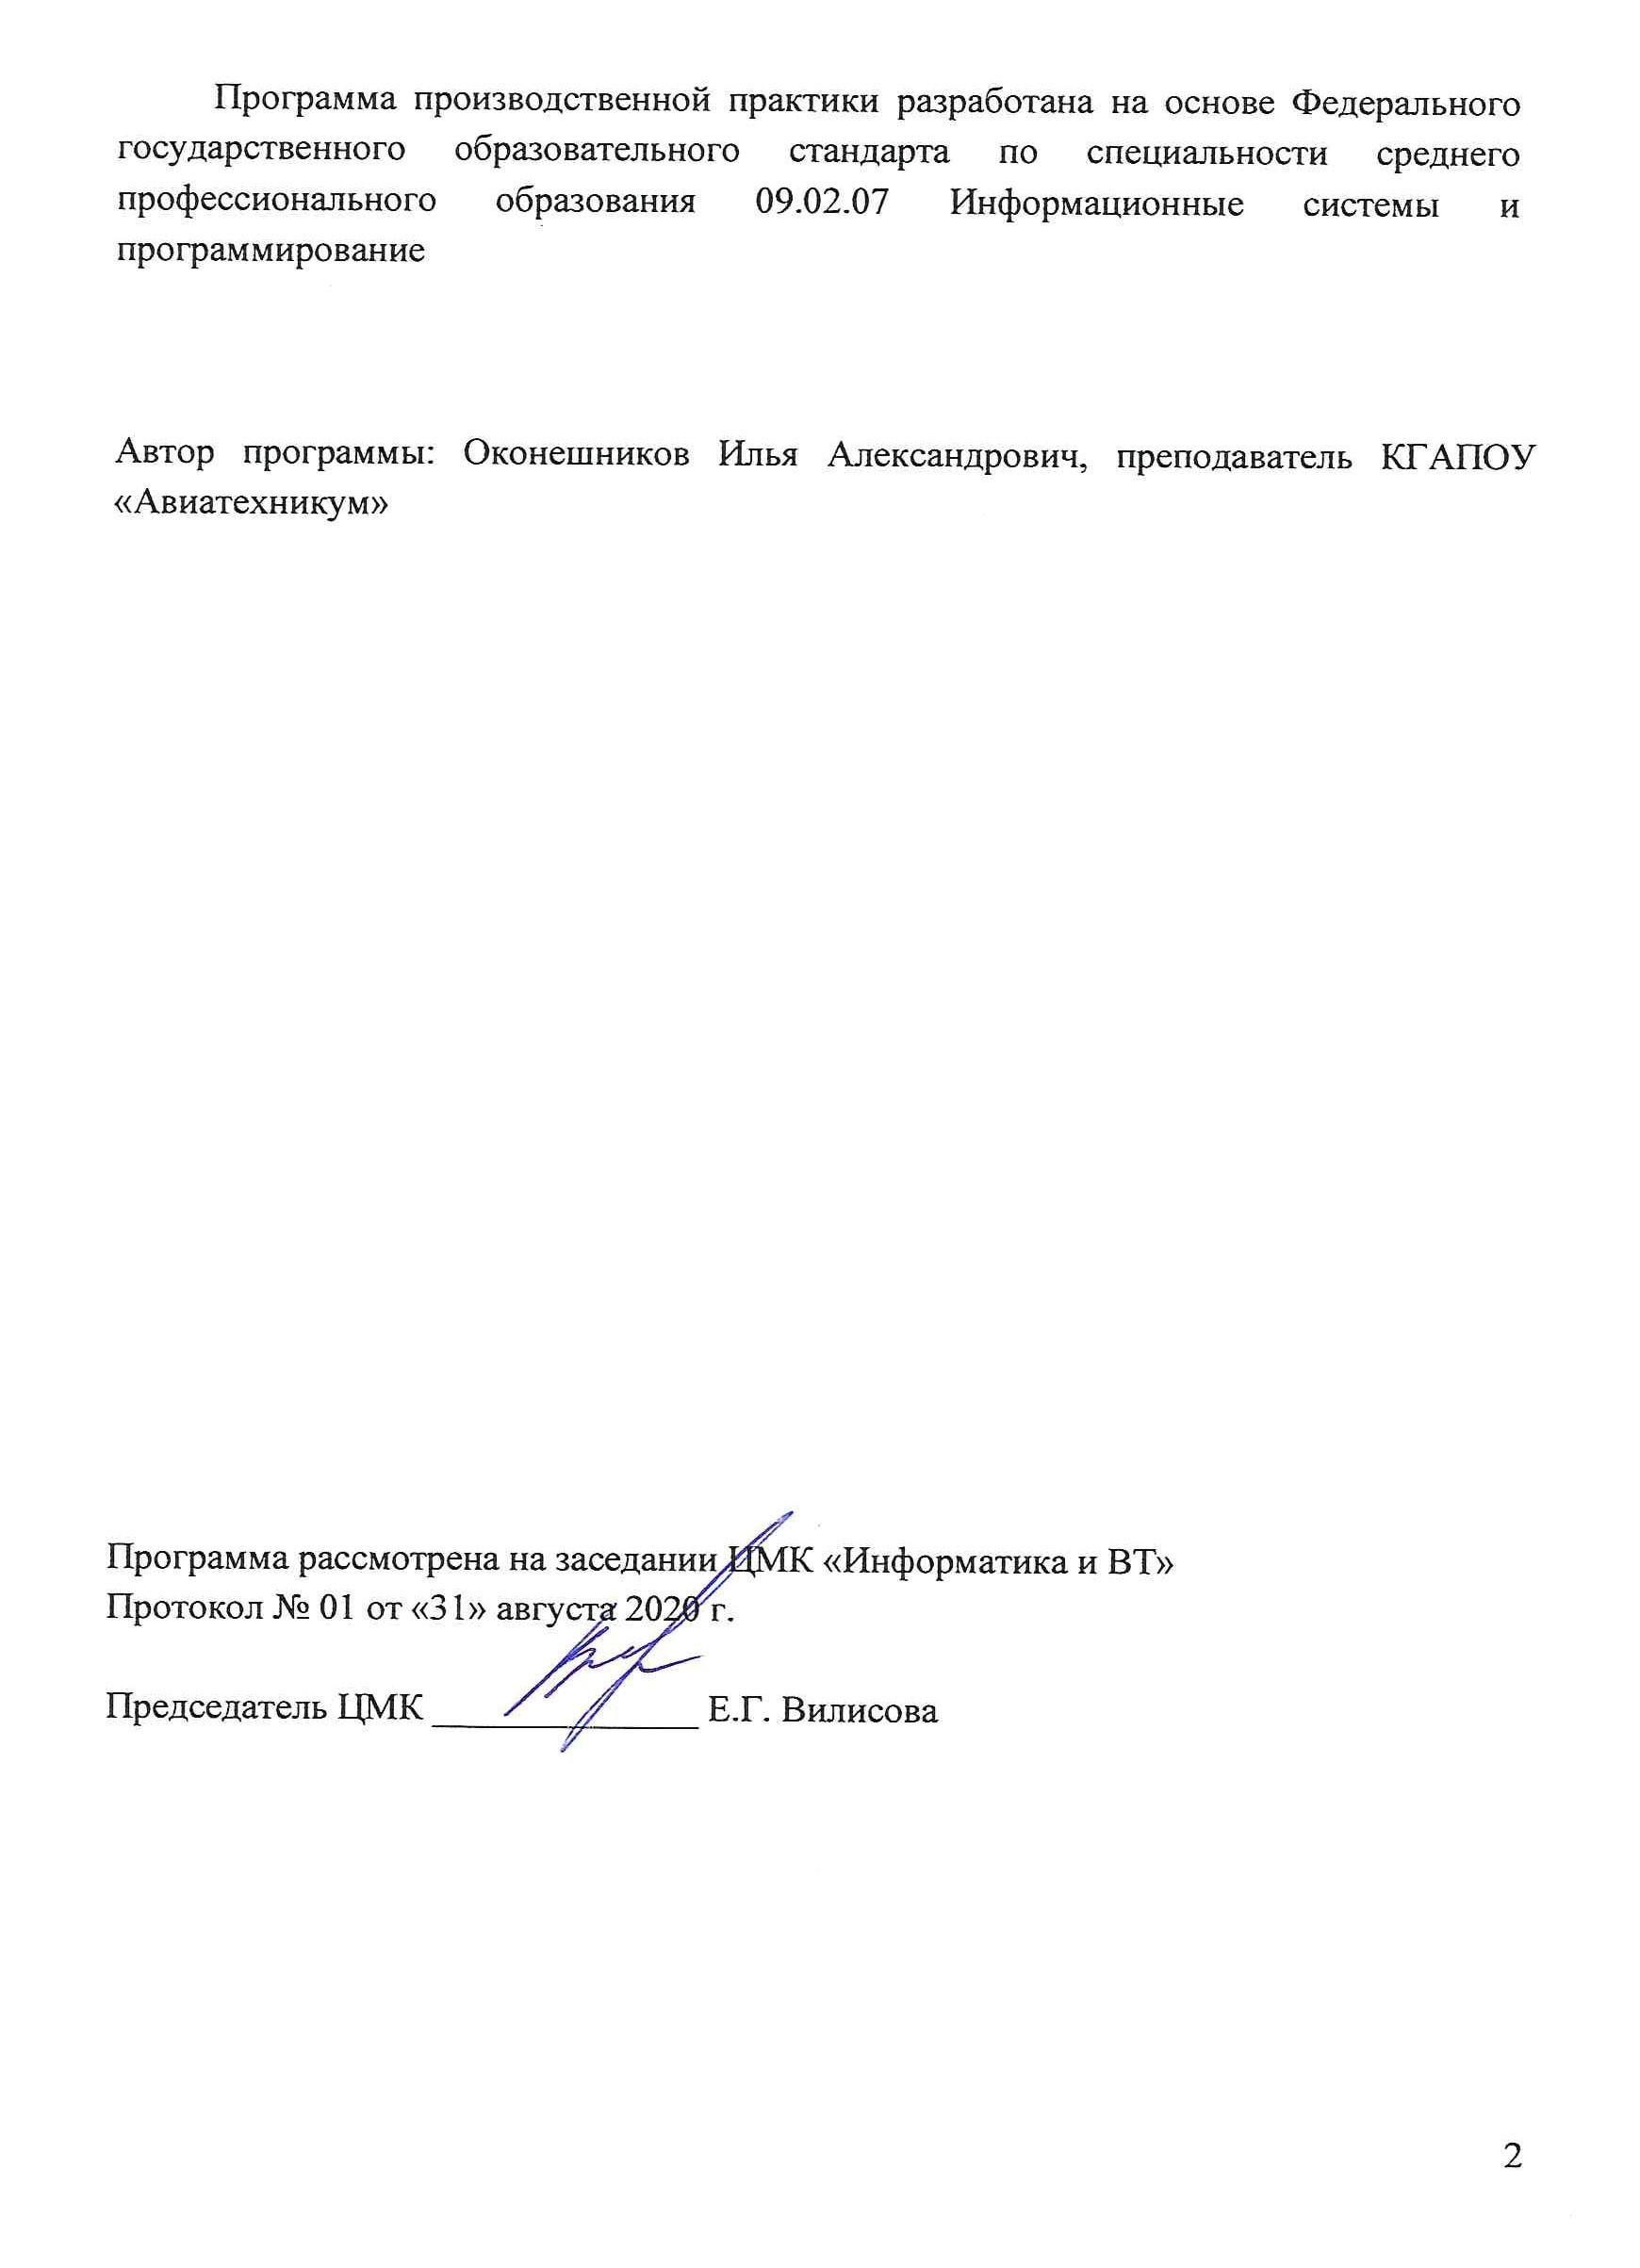 Программа производственной практики разработана на основе Федерального
государственного образовательного стандарта по специальности среднего
профессионального образования 09.02.07 Информационные системы и
программирование
Автор программы: Оконешников Илья Александрович, преподаватель КГАПОУ
«Авиатехникум»
Программа рассмотрена на заседании ЦМК «Информатика и ВТ»
Протокол № 01 от «31» августа 2020 г.
Председатель ЦМК ______________ Е.Г. Вилисова
2